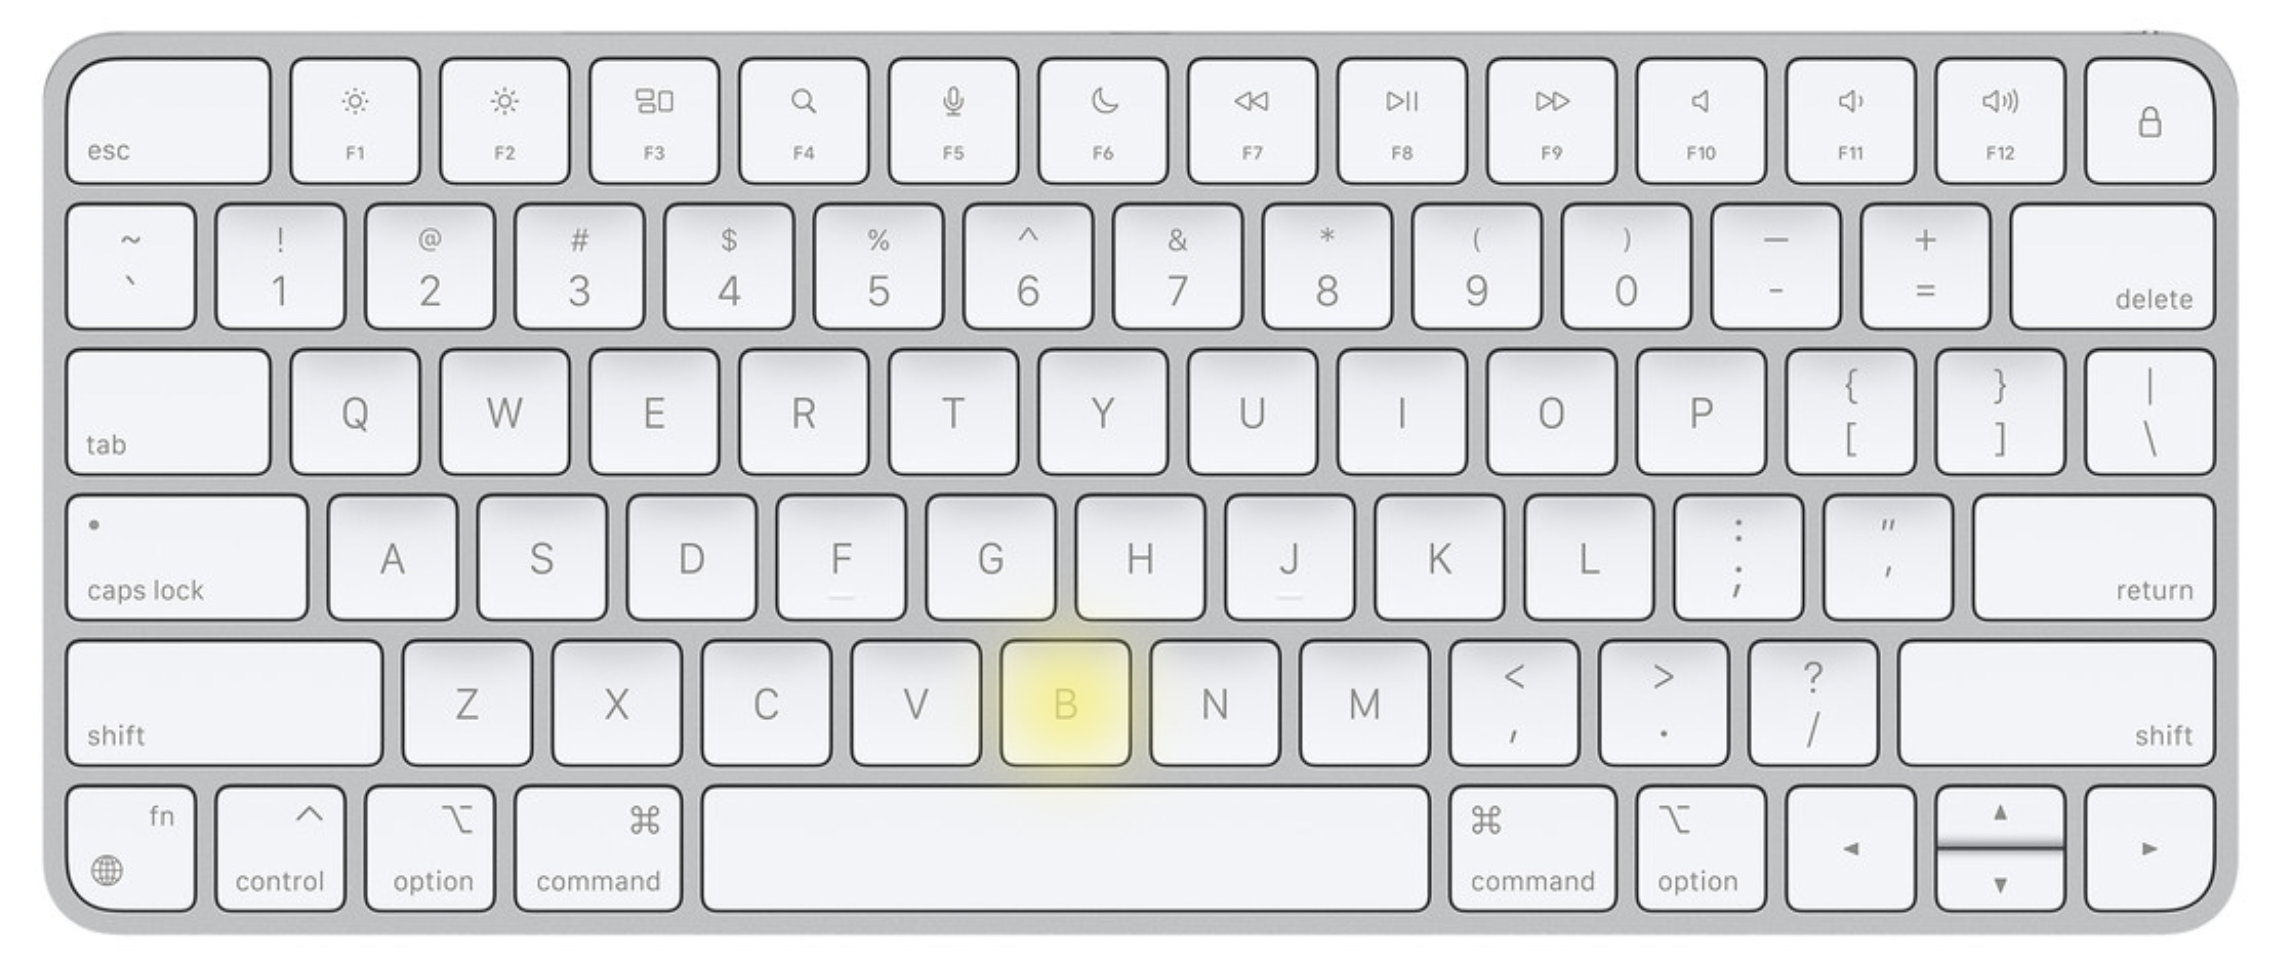 esc F1 F2 F3 F4 F5 F6 F7 F8 F9 F10 F11 F12
~ ! @ # $ % ^ & * ( ) — +
` 1 2 3 4 5 6 7 8 9 0 - = delete
tab Q W E R T Y U I O P { } |
[ ] \
caps lock A S D F G H J K L : "
; ' return
shift Z X C V B N M < > ?
, . / shift
fn ^ ⌥ ⌘ ⌘ ⌥ ▲
control option command command option ◀ ▼ ▶